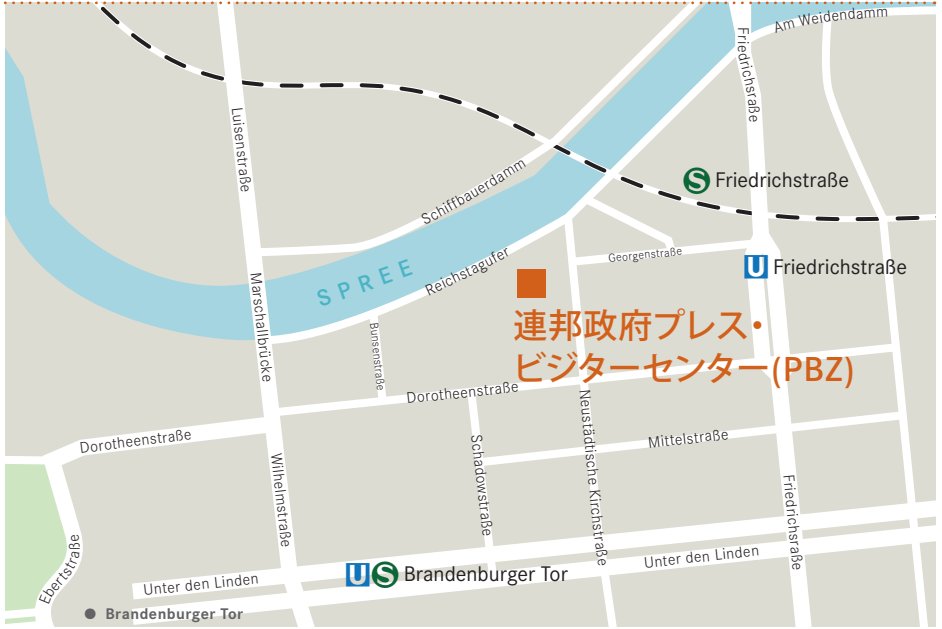 Am Weidendamm
Friedrichsraße
Luisenstraße
Schiffbauerdamm
S Friedrichstraße
Georgenstraße
U Friedrichstraße
SPREE
Reichstagufer
Marschallbrücke
連邦政府プレス・
ビジターセンター(PBZ)
Bunsenstraße
Dorotheenstraße
Dorotheenstraße
Neustädtische Kirchstraße
Schadowstraße
Mittelstraße
Wilhelmstraße
Friedrichsraße
Ebertstraße
U S Brandenburger Tor
Unter den Linden
Unter den Linden
Brandenburger Tor